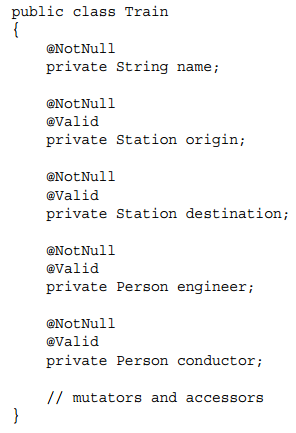 public class Train
{
    @NotNull
    private String name;

    @NotNull
    @Valid
    private Station origin;

    @NotNull
    @Valid
    private Station destination;

    @NotNull
    @Valid
    private Person engineer;

    @NotNull
    @Valid
    private Person conductor;

    // mutators and accessors
}